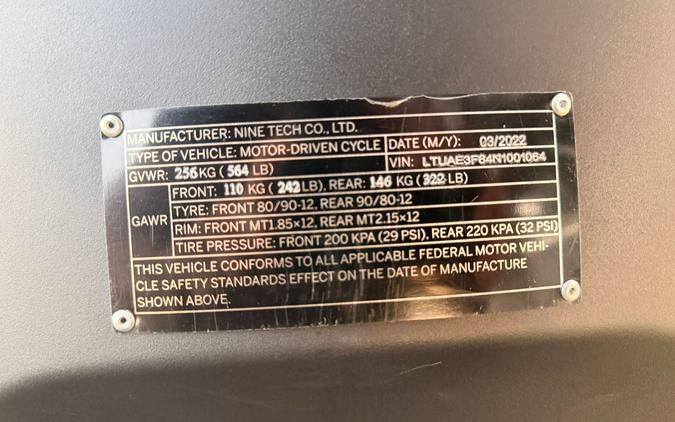 MANUFACTURER: NINE TECH CO., LTD.
TYPE OF VEHICLE: MOTOR-DRIVEN CYCLE DATE (M/Y): 03/2022
GVWR: 256 KG ( 564 LB) VIN: LTUAE3F84N1001064
GAWR
FRONT: 110 KG ( 242 LB), REAR: 146 KG ( 322 LB)
TYRE: FRONT 80/90-12, REAR 90/80-12
RIM: FRONT MT1.85×12, REAR MT2.15×12
TIRE PRESSURE: FRONT 200 KPA (29 PSI), REAR 220 KPA (32 PSI)
THIS VEHICLE CONFORMS TO ALL APPLICABLE FEDERAL MOTOR VEHI-
CLE SAFETY STANDARDS EFFECT ON THE DATE OF MANUFACTURE
SHOWN ABOVE.